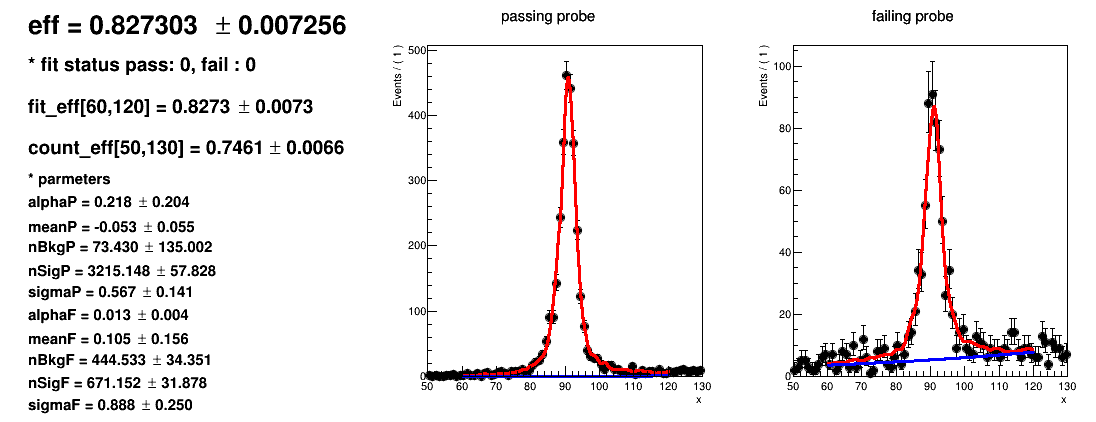 eff = 0.827303 ± 0.007256
* fit status pass: 0, fail : 0
fit_eff[60,120] = 0.8273 ± 0.0073
count_eff[50,130] = 0.7461 ± 0.0066
* parmeters
alphaP = 0.218 ± 0.204
meanP = -0.053 ± 0.055
nBkgP = 73.430 ± 135.002
nSigP = 3215.148 ± 57.828
sigmaP = 0.567 ± 0.141
alphaF = 0.013 ± 0.004
meanF = 0.105 ± 0.156
nBkgF = 444.533 ± 34.351
nSigF = 671.152 ± 31.878
sigmaF = 0.888 ± 0.250
passing probe
Events / ( 1 )
500
400
300
200
100
0
50 60 70 80 90 100 110 120 130
x
failing probe
Events / ( 1 )
100
80
60
40
20
0
50 60 70 80 90 100 110 120 130
x